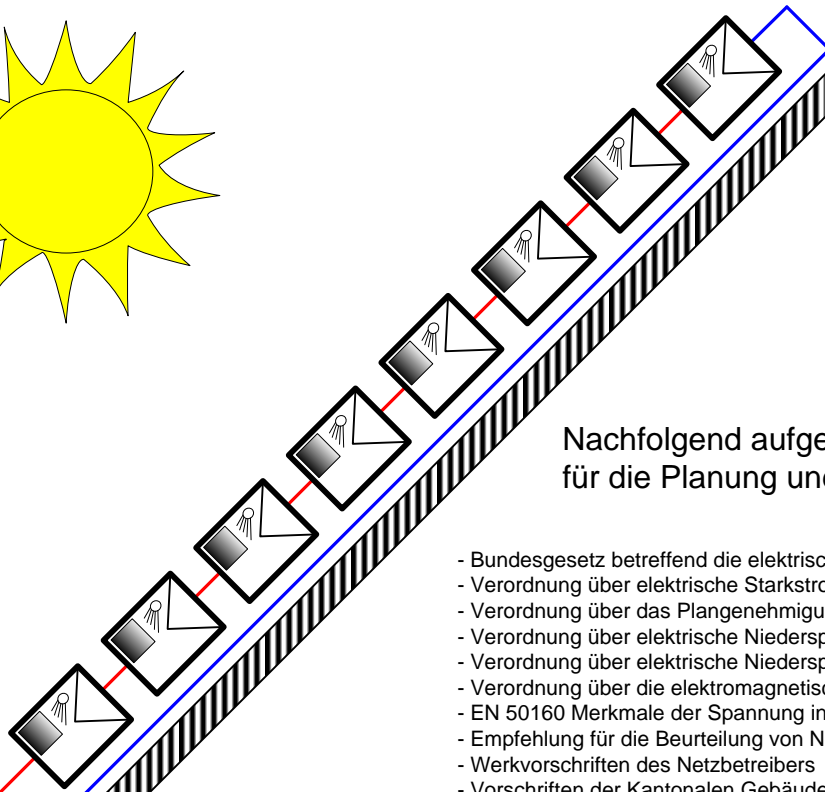 Nachfolgend aufge
für die Planung un
- Bundesgesetz betreffend die elektrisc
- Verordnung über elektrische Starkstro
- Verordnung über das Plangenehmigu
- Verordnung über elektrische Niedersp
- Verordnung über elektrische Niedersp
- Verordnung über die elektromagnetisc
- EN 50160 Merkmale der Spannung in
- Empfehlung für die Beurteilung von N
- Werkvorschriften des Netzbetreibers
- Vorschriften der Kantonalen Gebäude